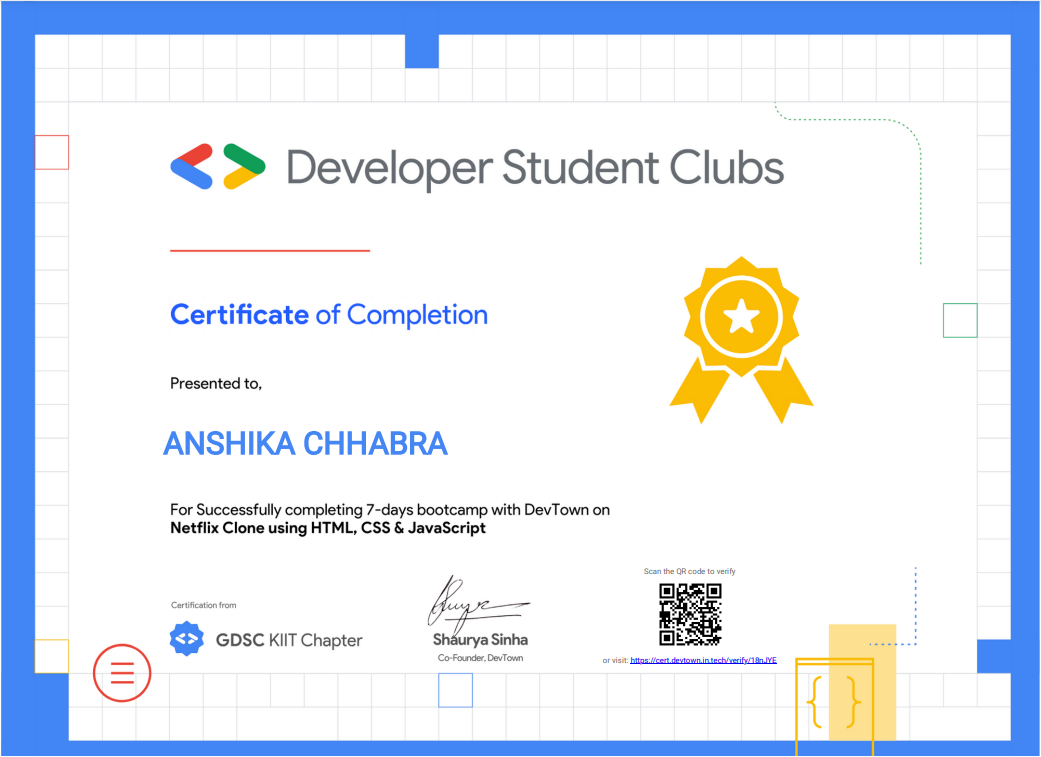 Developer Student Clubs
Certificate of Completion
Presented to,
ANSHIKA CHHABRA
For Successfully completing 7-days bootcamp with DevTown on
Netflix Clone using HTML, CSS & JavaScript
Scan the QR code to verify
Certification from
GDSC KIIT Chapter
Shaurya Sinha
Co-Founder, DevTown
or visit: https://cert.devtown.in.tech/verify/18nJYE
{ }